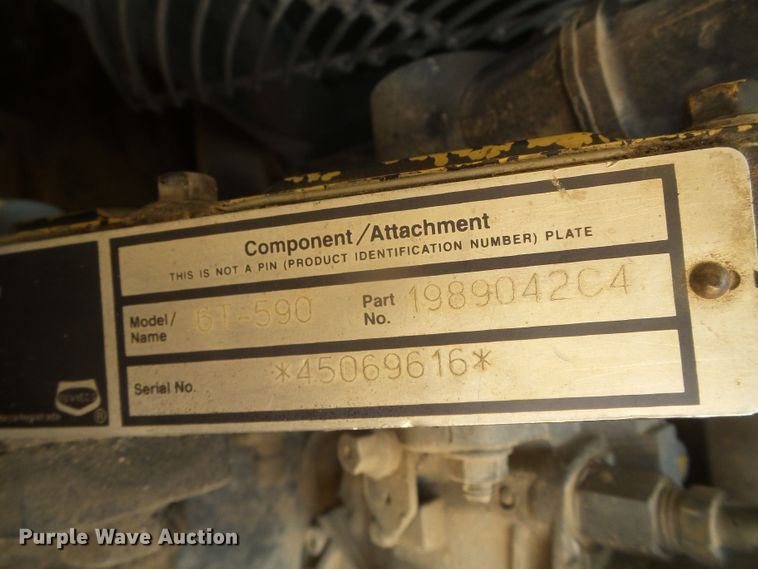 Component/Attachment
THIS IS NOT A PIN (PRODUCT IDENTIFICATION NUMBER) PLATE
Model/ Name 6T-590 Part No. 1989042C4
Serial No. *45069616*
®
Purple Wave Auction®